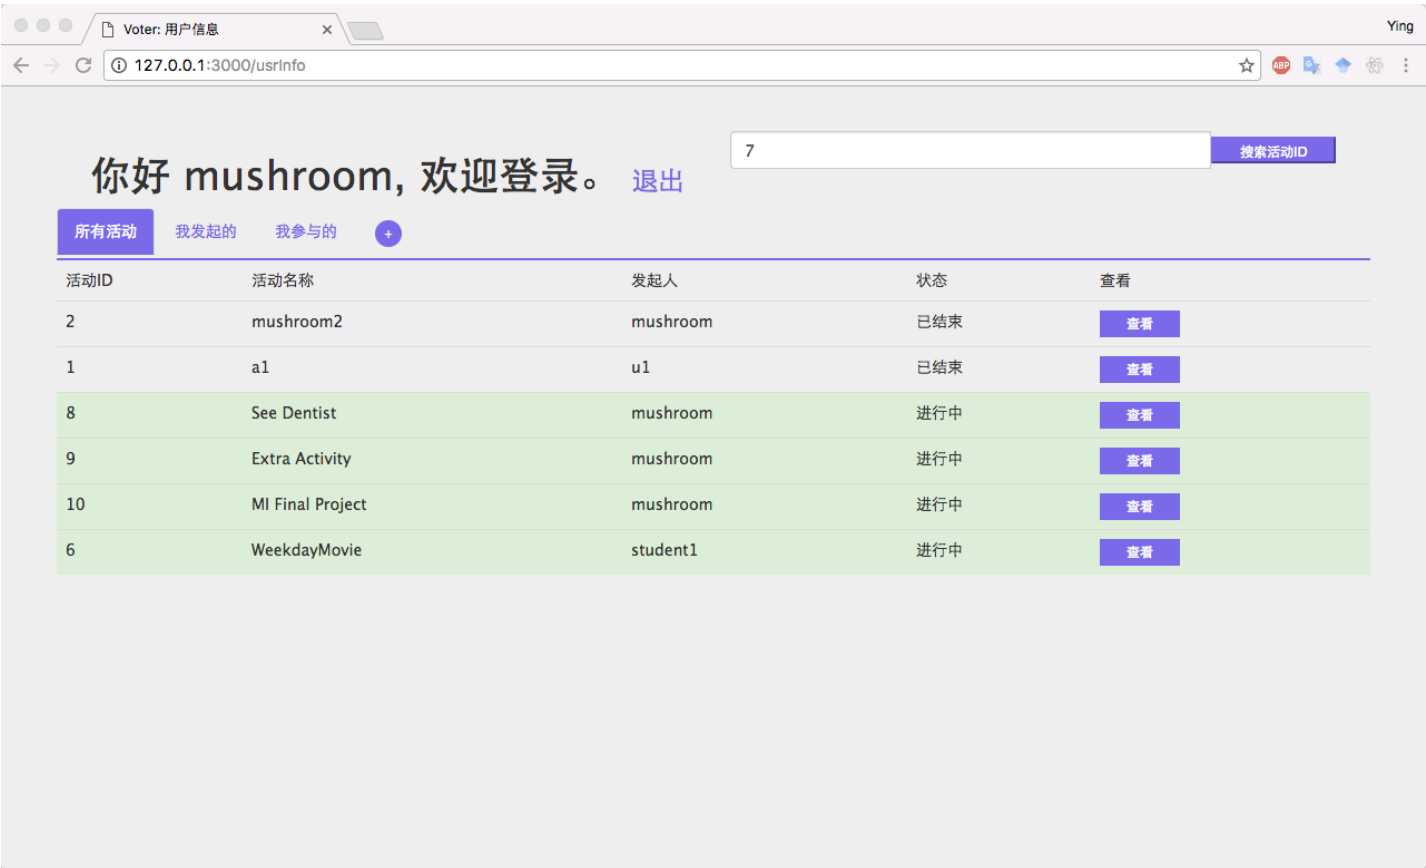 Voter: 用户信息
Ying
127.0.0.1:3000/usrInfo
ABP
7
搜索活动ID
你好 mushroom, 欢迎登录。 退出
所有活动 我发起的 我参与的 +
活动ID 活动名称 发起人 状态 查看
2 mushroom2 mushroom 已结束 查看
1 a1 u1 已结束 查看
8 See Dentist mushroom 进行中 查看
9 Extra Activity mushroom 进行中 查看
10 MI Final Project mushroom 进行中 查看
6 WeekdayMovie student1 进行中 查看